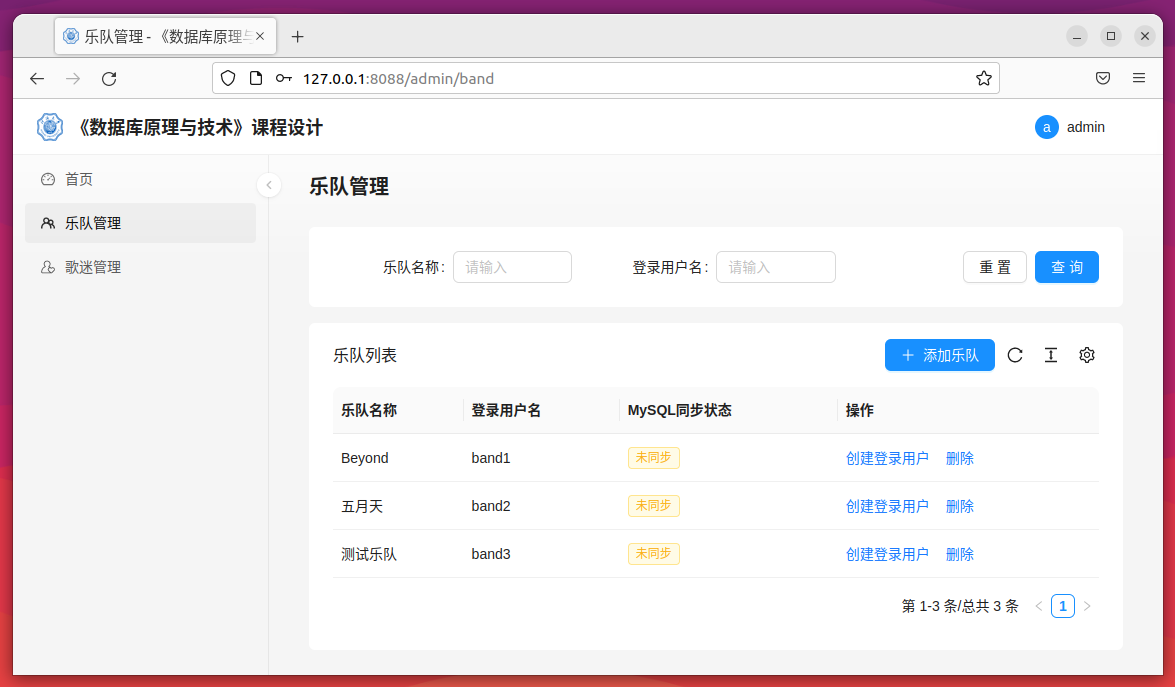 乐队管理 - 《数据库原理与
127.0.0.1:8088/admin/band
《数据库原理与技术》课程设计
a admin
首页
乐队管理
歌迷管理
乐队管理
乐队名称: 请输入 登录用户名: 请输入 重 置 查 询
乐队列表 添加乐队
乐队名称 登录用户名 MySQL同步状态 操作
Beyond band1 未同步 创建登录用户 删除
五月天 band2 未同步 创建登录用户 删除
测试乐队 band3 未同步 创建登录用户 删除
第 1-3 条/总共 3 条 1